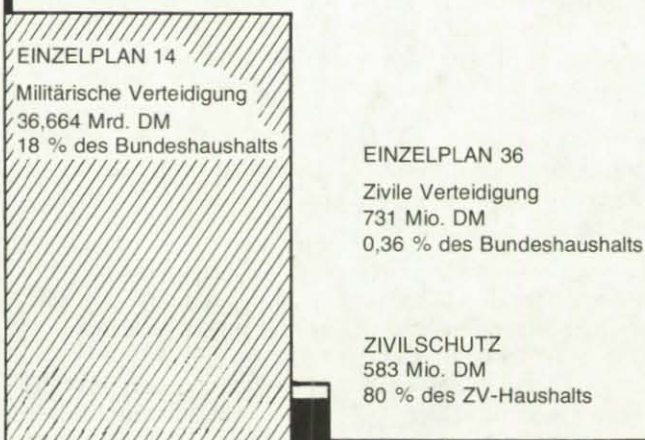 EINZELPLAN 14
Militärische Verteidigung
36,664 Mrd. DM
18 % des Bundeshaushalts
EINZELPLAN 36
Zivile Verteidigung
731 Mio. DM
0,36 % des Bundeshaushalts
ZIVILSCHUTZ
583 Mio. DM
80 % des ZV-Haushalts